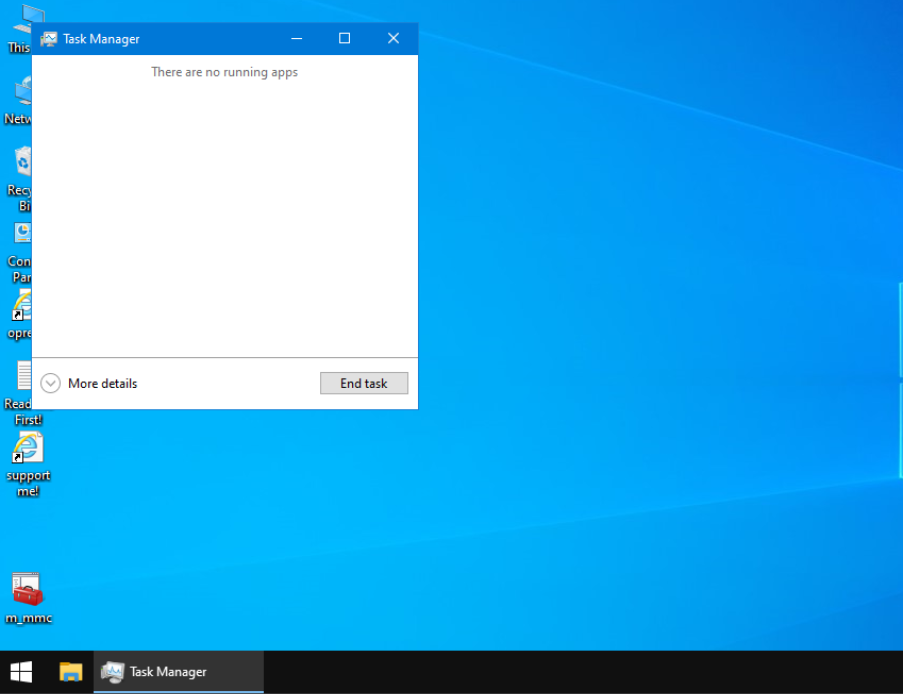 This
Task Manager
There are no running apps
Netw
Recy
Bi
Con
Par
opre
More details
End task
Read
First!
support
me!
m_mmc
Task Manager